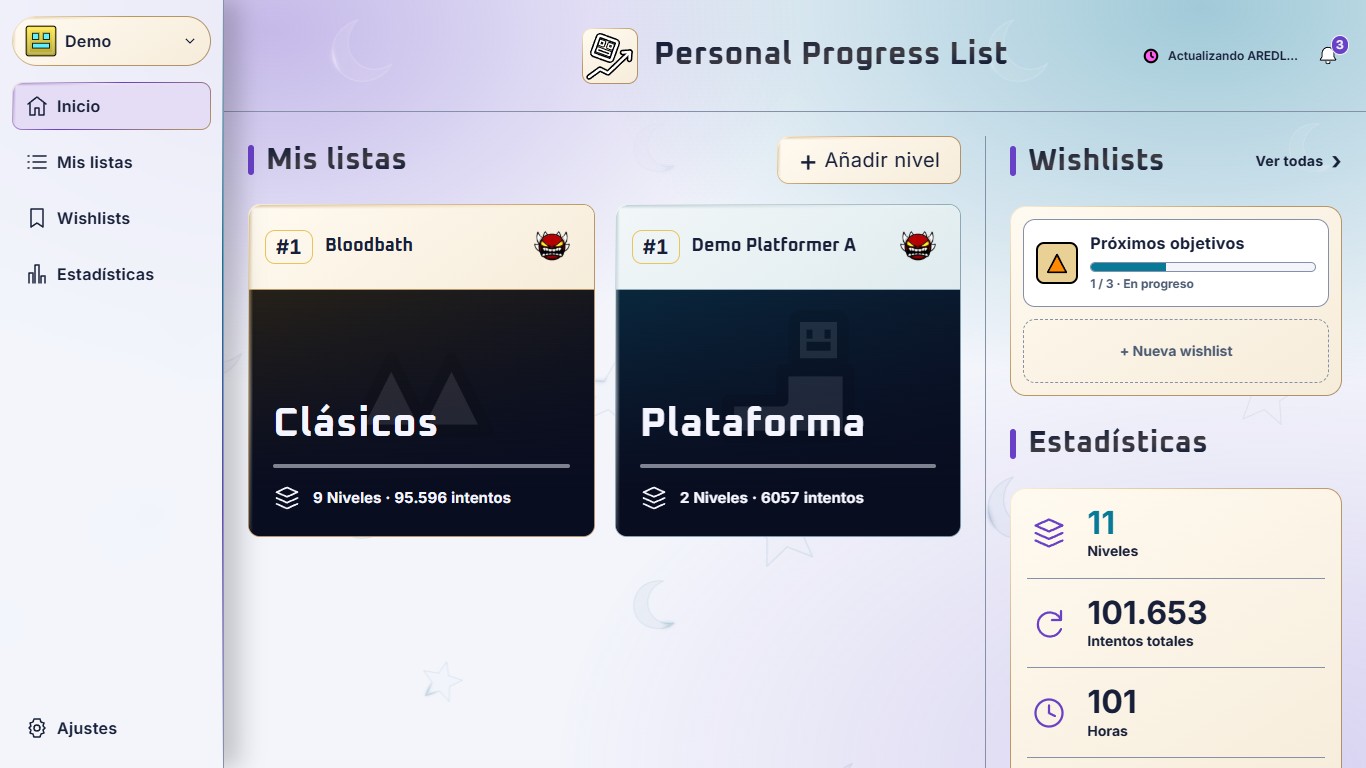 Demo
Inicio
Mis listas
Wishlists
Estadísticas
Ajustes
Personal Progress List
Actualizando AREDL...
3
Mis listas
+ Añadir nivel
#1 Bloodbath
Clásicos
9 Niveles · 95.596 intentos
#1 Demo Platformer A
Plataforma
2 Niveles · 6057 intentos
Wishlists
Ver todas
Próximos objetivos
1 / 3 · En progreso
+ Nueva wishlist
Estadísticas
11
Niveles
101.653
Intentos totales
101
Horas